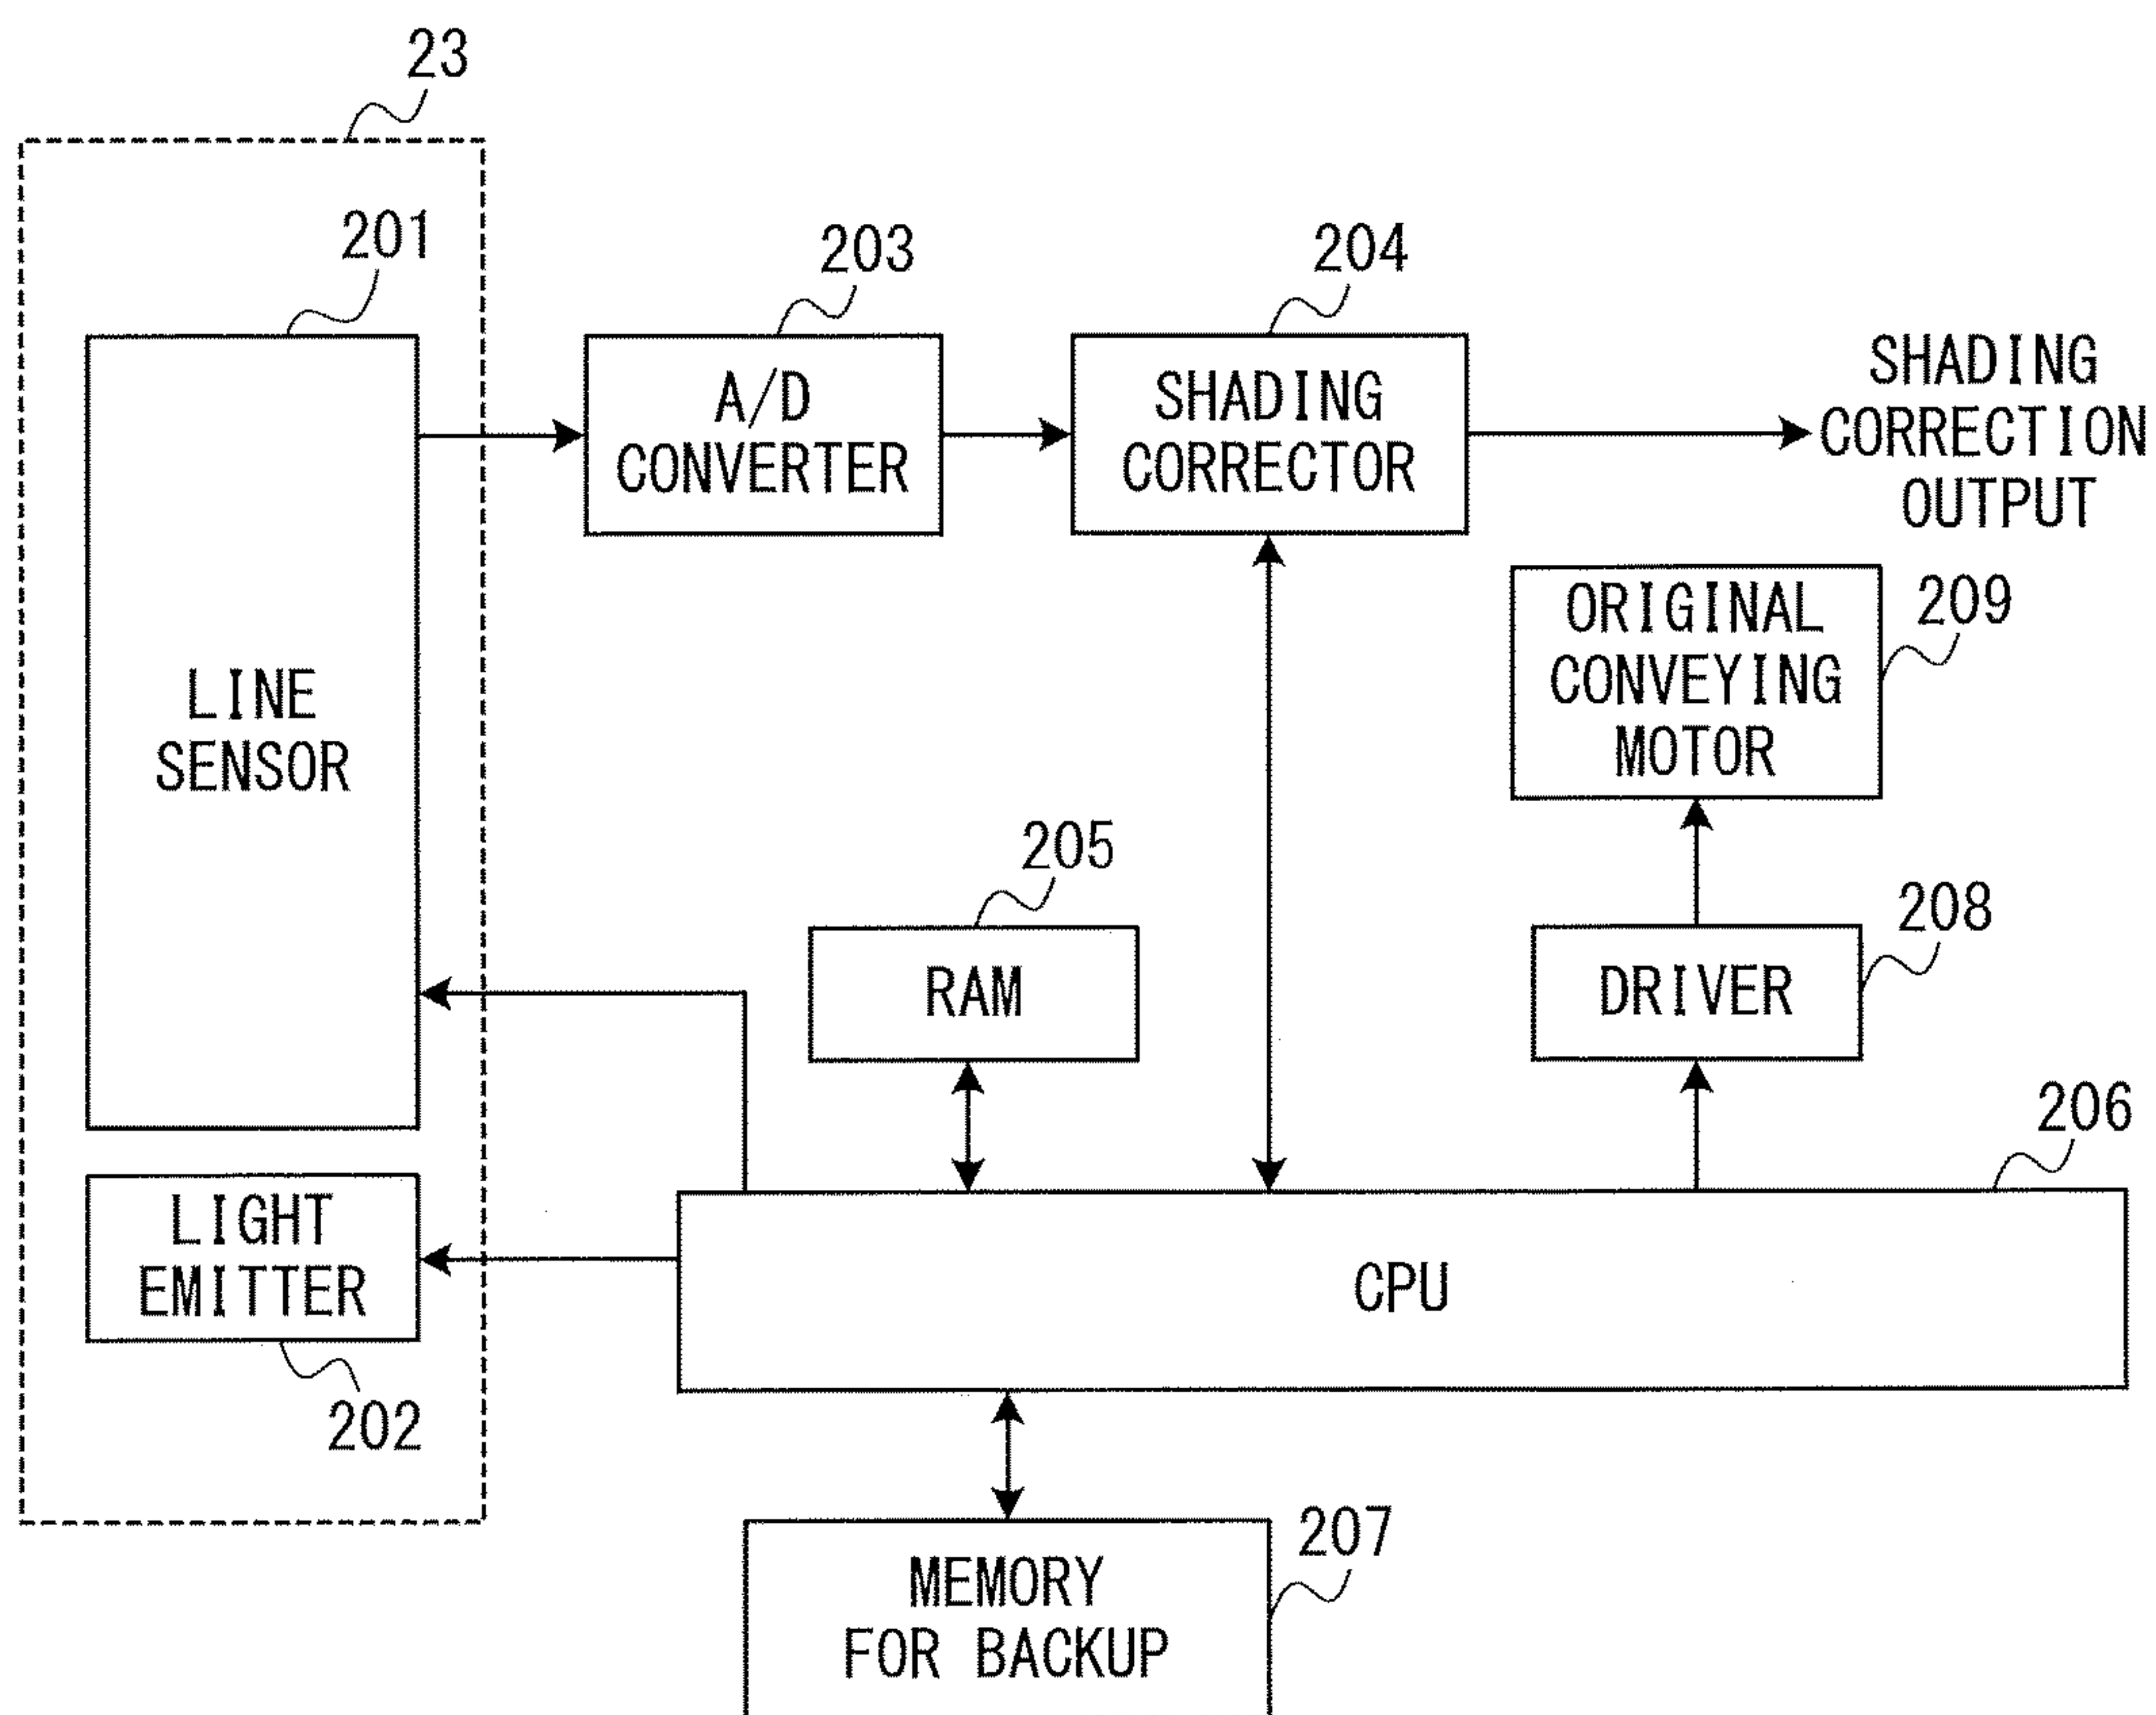 23
201
203
204
A/D
CONVERTER
SHADING
CORRECTOR
SHADING
CORRECTION
OUTPUT
LINE
SENSOR
ORIGINAL
CONVEYING
MOTOR
209
205
RAM
208
DRIVER
206
LIGHT
EMITTER
202
CPU
207
MEMORY
FOR BACKUP